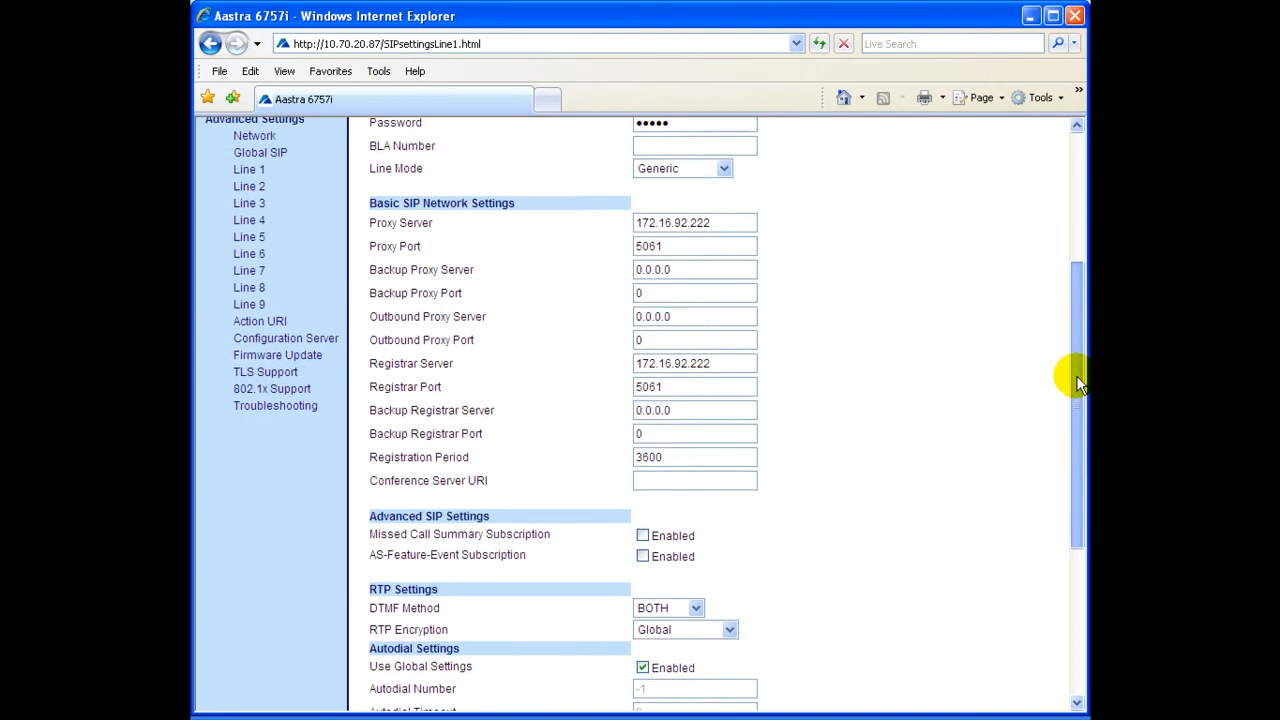 Aastra 6757i - Windows Internet Explorer
http://10.70.20.87/SIPsettingsLine1.html
Live Search
File Edit View Favorites Tools Help
Aastra 6757i
Page Tools »
Advanced Settings
Network
Global SIP
Line 1
Line 2
Line 3
Line 4
Line 5
Line 6
Line 7
Line 8
Line 9
Action URI
Configuration Server
Firmware Update
TLS Support
802.1x Support
Troubleshooting
Password •••••
BLA Number
Line Mode Generic
Basic SIP Network Settings
Proxy Server 172.16.92.222
Proxy Port 5061
Backup Proxy Server 0.0.0.0
Backup Proxy Port 0
Outbound Proxy Server 0.0.0.0
Outbound Proxy Port 0
Registrar Server 172.16.92.222
Registrar Port 5061
Backup Registrar Server 0.0.0.0
Backup Registrar Port 0
Registration Period 3600
Conference Server URI
Advanced SIP Settings
Missed Call Summary Subscription Enabled
AS-Feature-Event Subscription Enabled
RTP Settings
DTMF Method BOTH
RTP Encryption Global
Autodial Settings
Use Global Settings Enabled
Autodial Number -1
Autodial Timeout